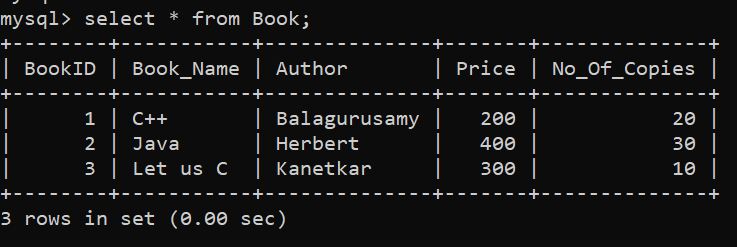 mysql> select * from Book;
+--------+-----------+--------------+-------+--------------+
| BookID | Book_Name | Author       | Price | No_Of_Copies |
+--------+-----------+--------------+-------+--------------+
|      1 | C++       | Balagurusamy |   200 |           20 |
|      2 | Java      | Herbert      |   400 |           30 |
|      3 | Let us C  | Kanetkar     |   300 |           10 |
+--------+-----------+--------------+-------+--------------+
3 rows in set (0.00 sec)